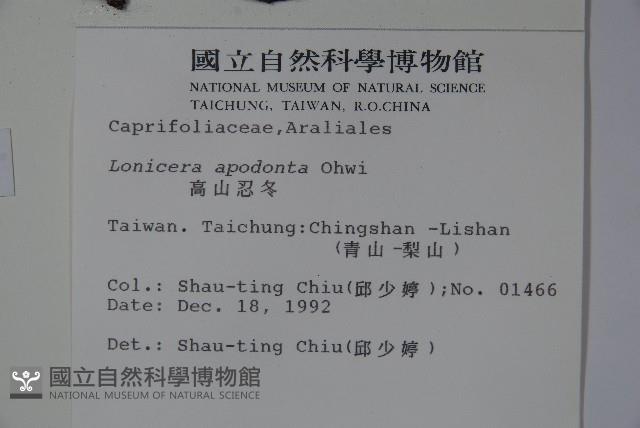 國立自然科學博物館
NATIONAL MUSEUM OF NATURAL SCIENCE
TAICHUNG, TAIWAN, R.O.CHINA
Caprifoliaceae,Araliales
Lonicera apodonta Ohwi
高山忍冬
Taiwan. Taichung:Chingshan -Lishan
(青山-梨山)
Col.: Shau-ting Chiu(邱少婷);No. 01466
Date: Dec. 18, 1992
Det.: Shau-ting Chiu(邱少婷)
國立自然科學博物館
NATIONAL MUSEUM OF NATURAL SCIENCE